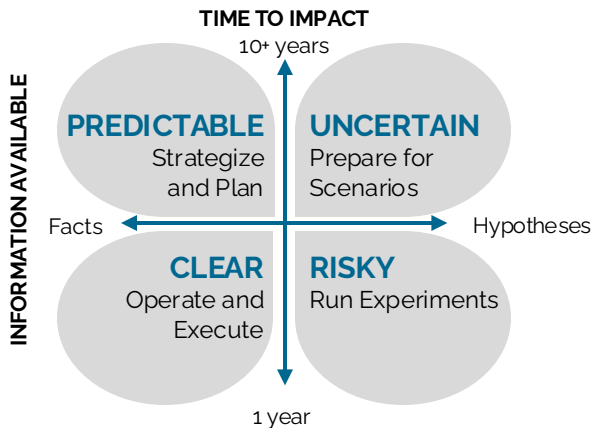 TIME TO IMPACT
10+ years
INFORMATION AVAILABLE
PREDICTABLE
Strategize
and Plan
UNCERTAIN
Prepare for
Scenarios
Facts
Hypotheses
CLEAR
Operate and
Execute
RISKY
Run Experiments
1 year